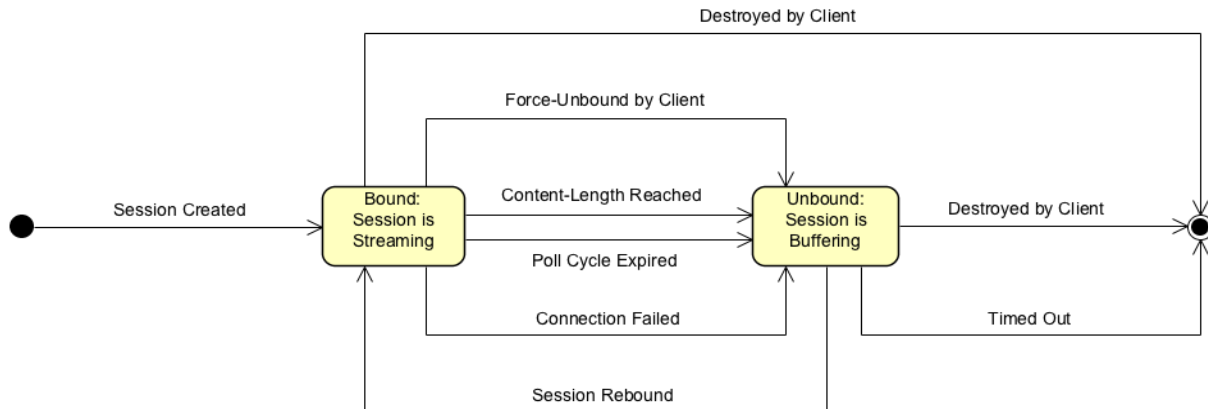 Destroyed by Client
Force-Unbound by Client
Session Created
Bound:
Session is
Streaming
Content-Length Reached
Poll Cycle Expired
Unbound:
Session is
Buffering
Destroyed by Client
Connection Failed
Timed Out
Session Rebound